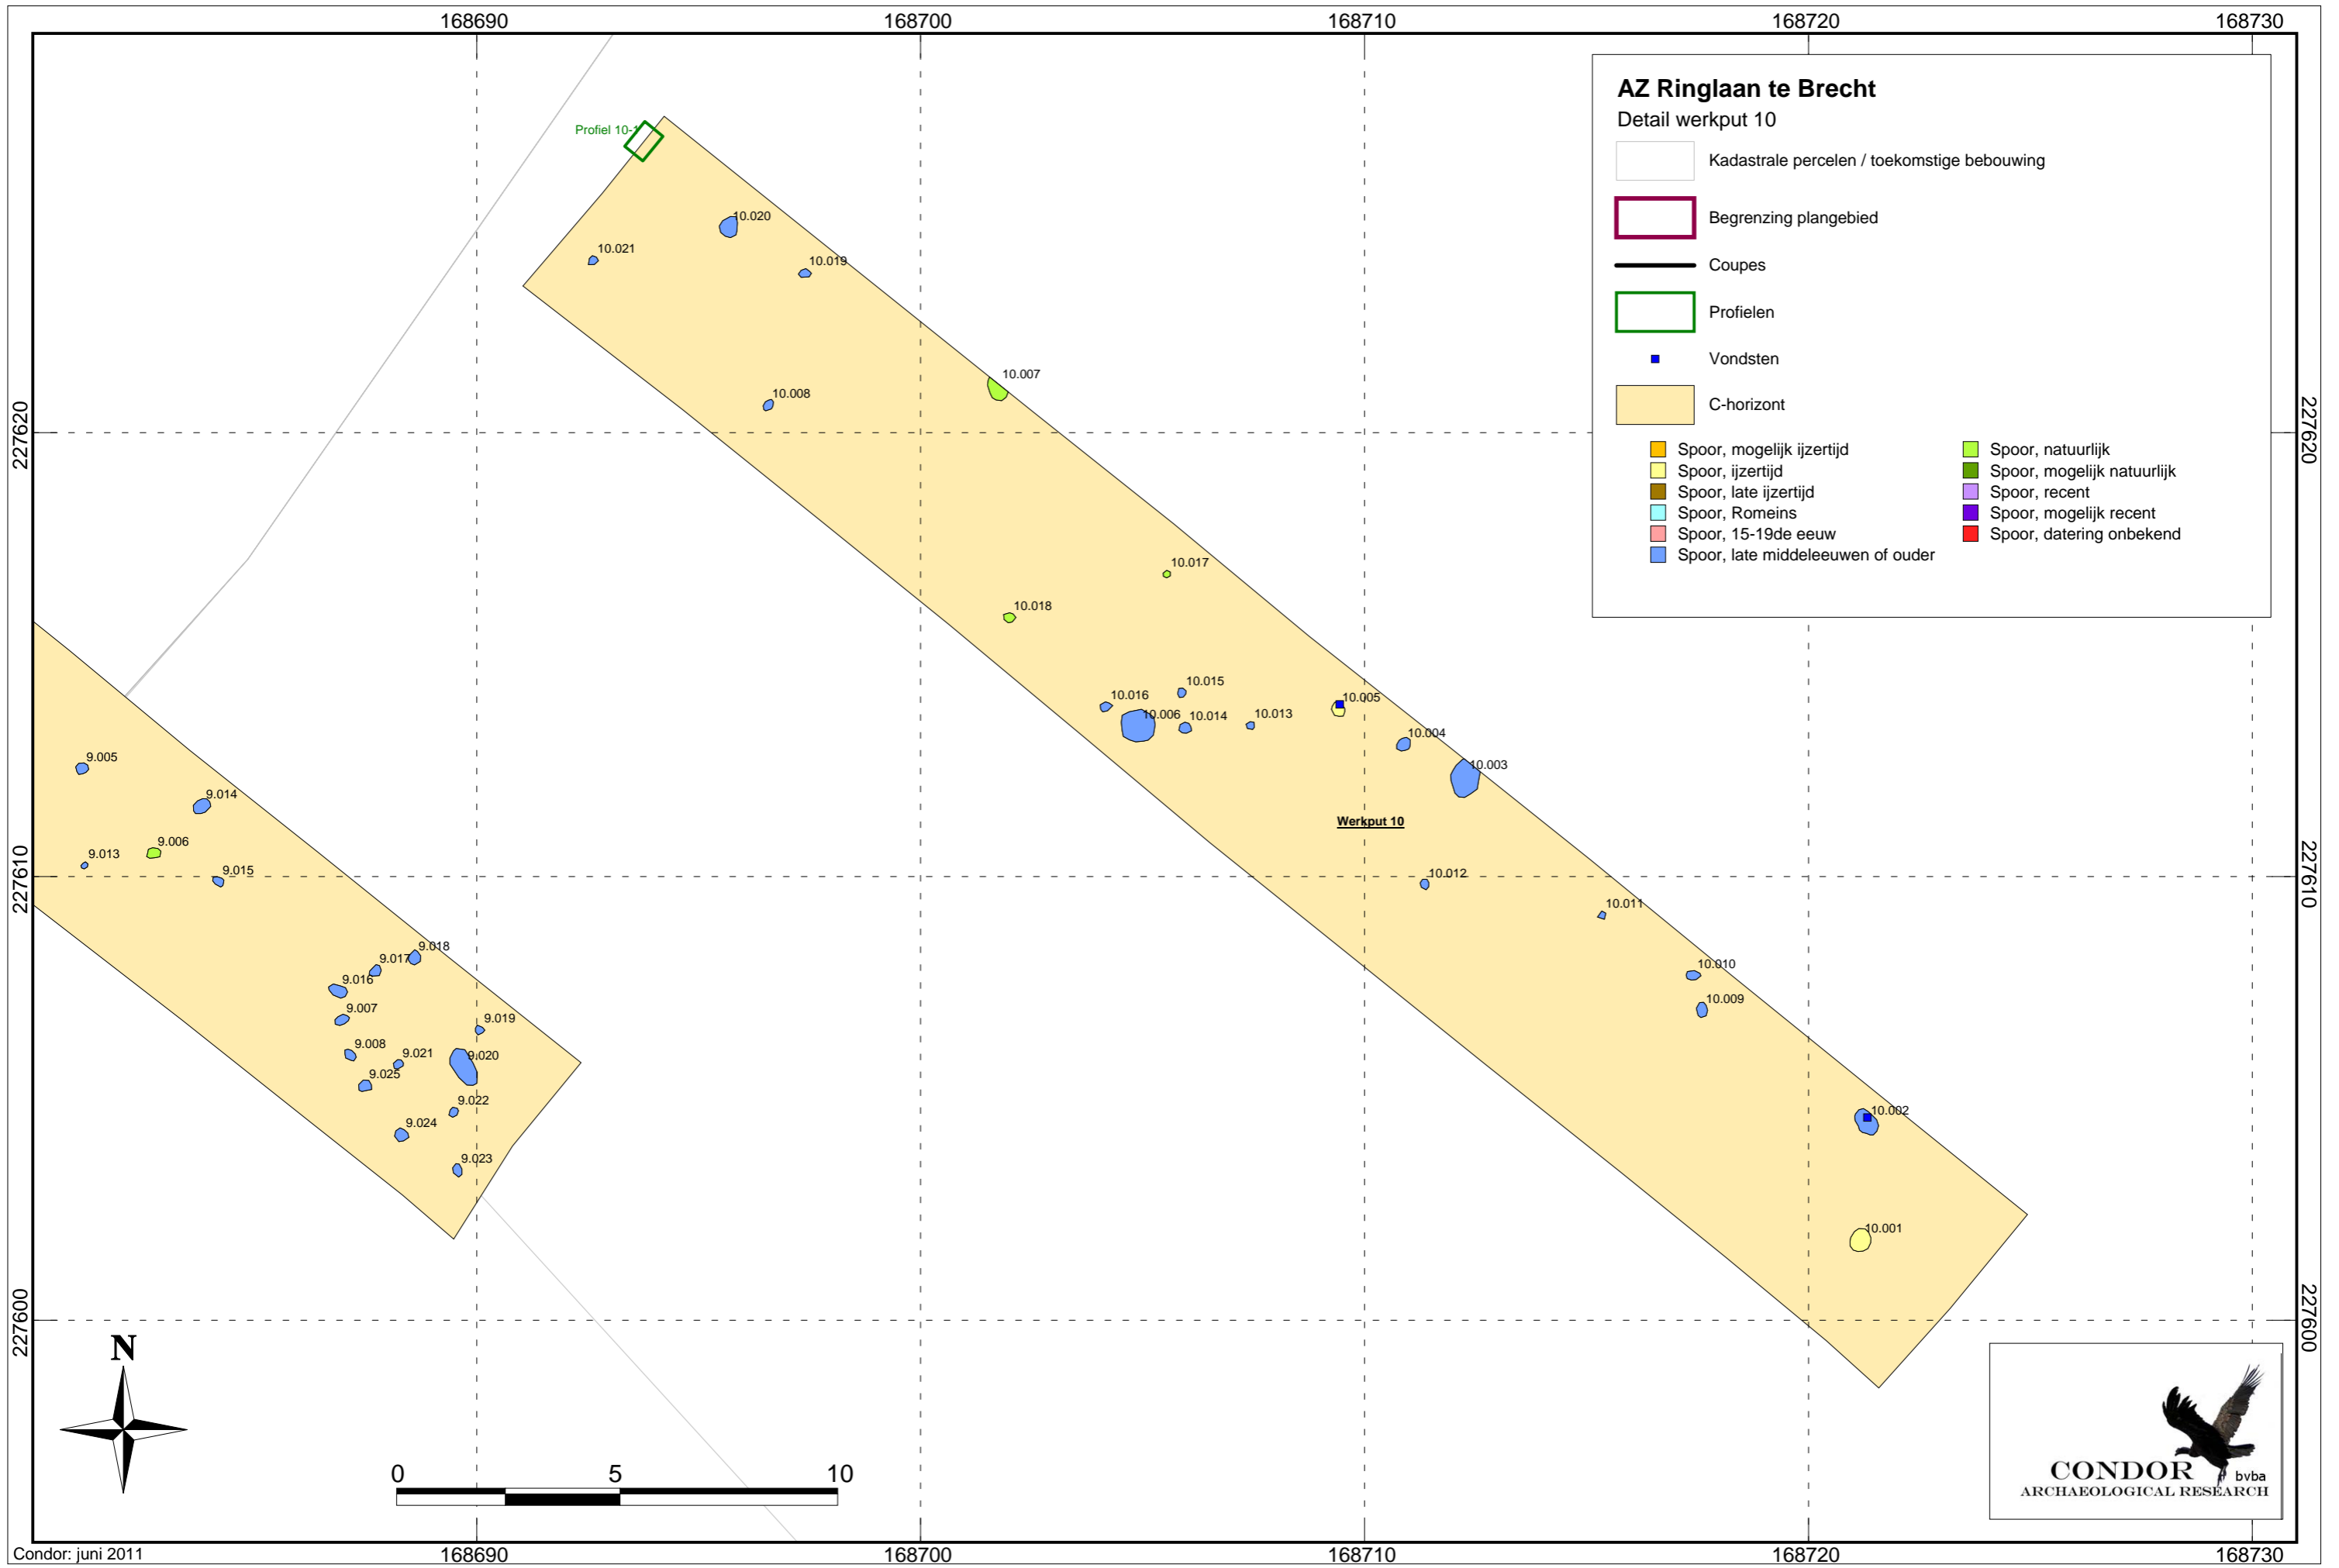 168690
168700
168710
168720
168730
AZ Ringlaan te Brecht
Detail werkput 10
Kadastrale percelen / toekomstige bebouwing
Begrenzing plangebied
Coupes
Profielen
Vondsten
C-horizont
Spoor, mogelijk ijzertijd
Spoor, ijzertijd
Spoor, late ijzertijd
Spoor, Romeins
Spoor, 15-19de eeuw
Spoor, late middeleeuwen of ouder
Spoor, natuurlijk
Spoor, mogelijk natuurlijk
Spoor, recent
Spoor, mogelijk recent
Spoor, datering onbekend
Profiel 10-1
10.020
10.021
10.019
10.007
10.008
227620
227620
10.017
10.018
10.015
10.016
10.005
10.006
10.014
10.013
10.004
10.003
Werkput 10
9.005
9.014
9.006
9.013
9.015
227610
227610
10.012
10.011
10.010
10.009
9.018
9.017
9.016
9.007
9.019
9.008
9.021
9.020
9.025
9.022
9.024
9.023
10.002
10.001
227600
227600
N
0
5
10
CONDOR bvba
ARCHAEOLOGICAL RESEARCH
Condor: juni 2011
168690
168700
168710
168720
168730